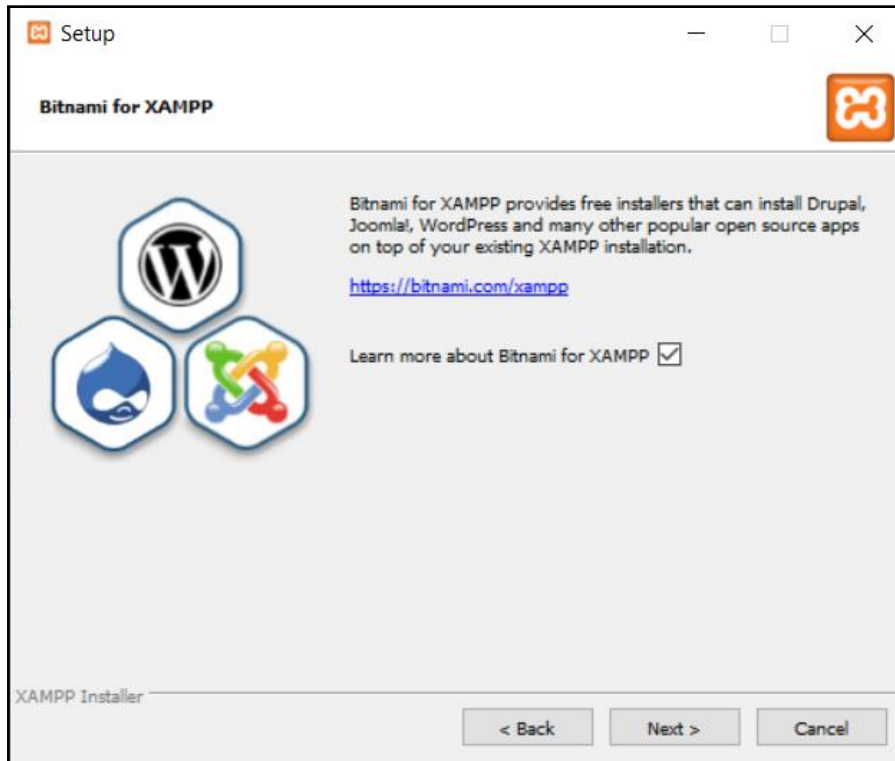 Setup
Bitnami for XAMPP
Bitnami for XAMPP provides free installers that can install Drupal,
Joomla!, WordPress and many other popular open source apps
on top of your existing XAMPP installation.
https://bitnami.com/xampp
Learn more about Bitnami for XAMPP
XAMPP Installer
< Back
Next >
Cancel